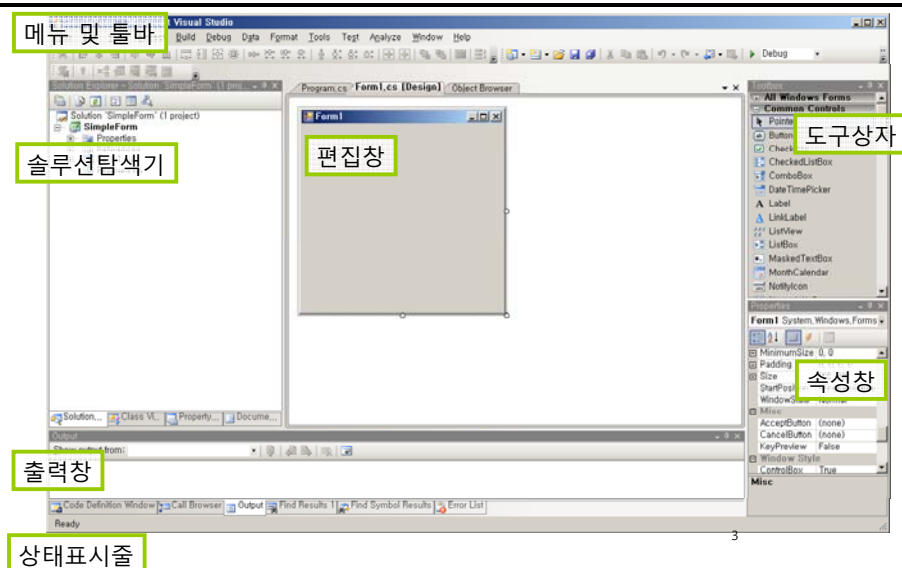 메뉴 및 툴바
Visual Studio
Build Debug Data Format Tools Test Analyze Window Help
Debug
Solution Explorer - Solution 'SimpleForm' (1 proj...
Program.cs Form1.cs [Design] Object Browser
Toolbox
All Windows Forms
Common Controls
Solution 'SimpleForm' (1 project)
SimpleForm
Properties
솔루션탐색기
Form1
편집창
도구상자
CheckedListBox
ComboBox
DateTimePicker
Label
LinkLabel
ListView
ListBox
MaskedTextBox
MonthCalendar
NotifyIcon
Properties
Form1 System.Windows.Forms
MinimumSize 0, 0
Padding
Size
속성창
Misc
AcceptButton (none)
CancelButton (none)
KeyPreview False
Window Style
ControlBox True
Misc
Solution... Class Vi... Property... Docume...
Output
Show output from:
출력창
Code Definition Window Call Browser Output Find Results 1 Find Symbol Results Error List
Ready
3
상태표시줄